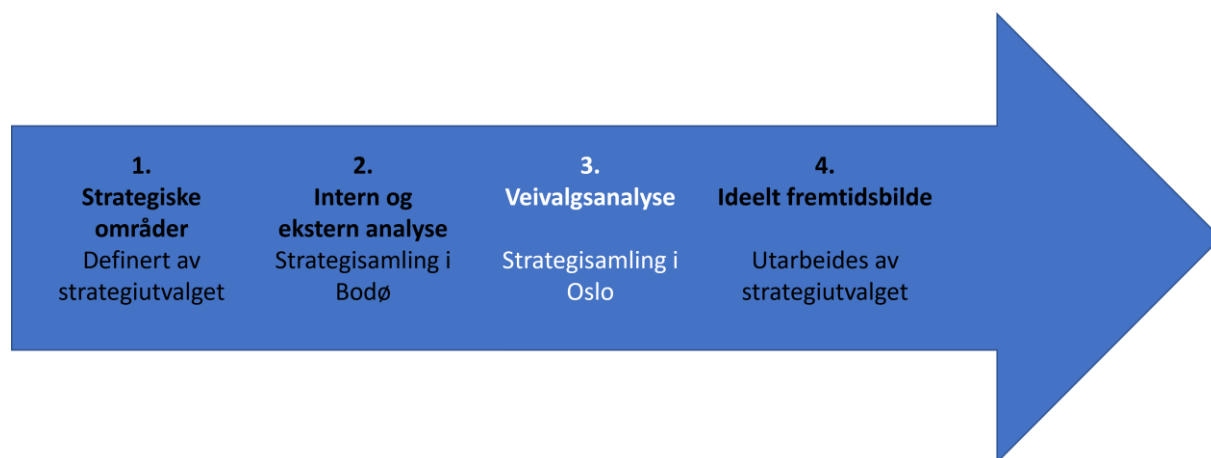 1.
Strategiske
områder
Definert av
strategiutvalget
2.
Intern og
ekstern analyse
Strategisamling i
Bodø
3.
Veivalgsanalyse
Strategisamling i
Oslo
4.
Ideelt fremtidsbilde
Utarbeides av
strategiutvalget